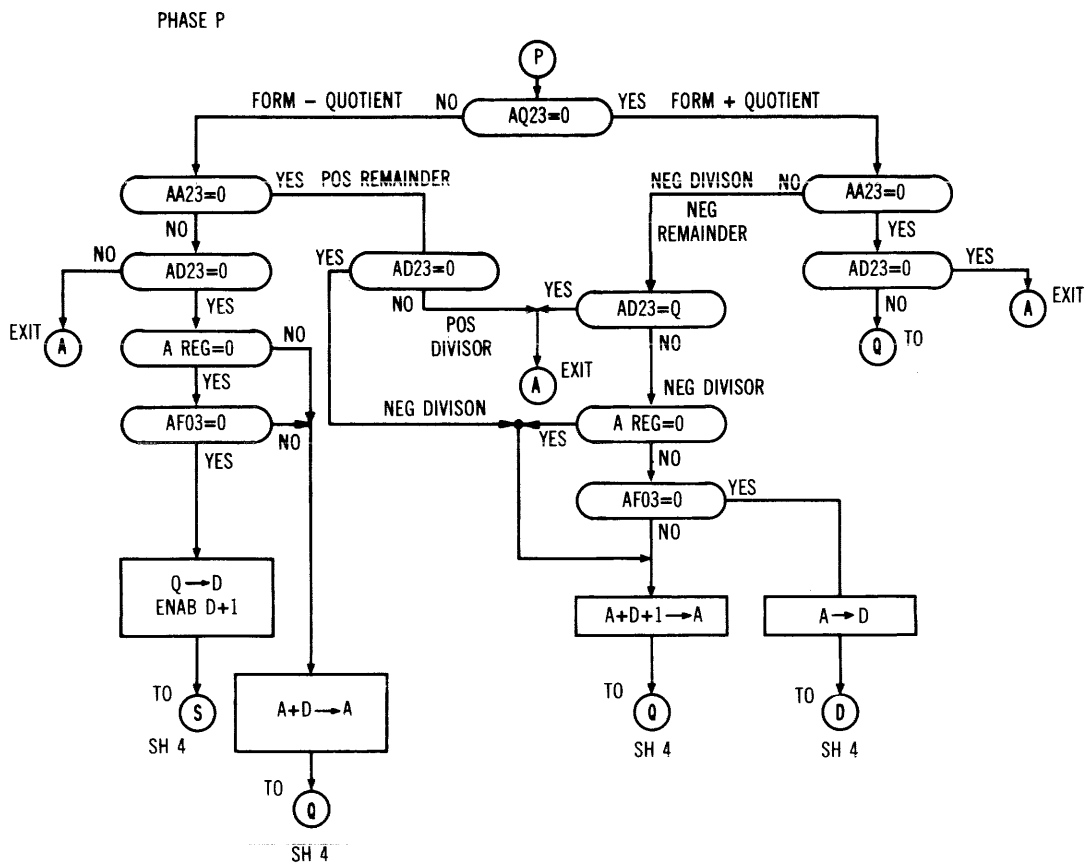 PHASE P
P
FORM – QUOTIENT NO
AQ23=0
YES FORM + QUOTIENT
AA23=0
YES POS REMAINDER
NO
NEG DIVISON NO
NEG
REMAINDER
AA23=0
YES
NO
AD23=0
YES
YES
AD23=0
NO
POS
DIVISOR
YES
AD23=Q
NO
AD23=0
YES
NO
EXIT
A
EXIT
A
Q
TO
A
EXIT
A REG=0
NO
YES
NEG DIVISOR
AF03=0
NO
YES
NEG DIVISON
A REG=0
YES
NO
AF03=0
YES
NO
Q→D
ENAB D+1
A+D+1→A
A→D
TO
S
SH 4
A+D→A
TO
Q
SH 4
TO
D
SH 4
TO
Q
SH 4